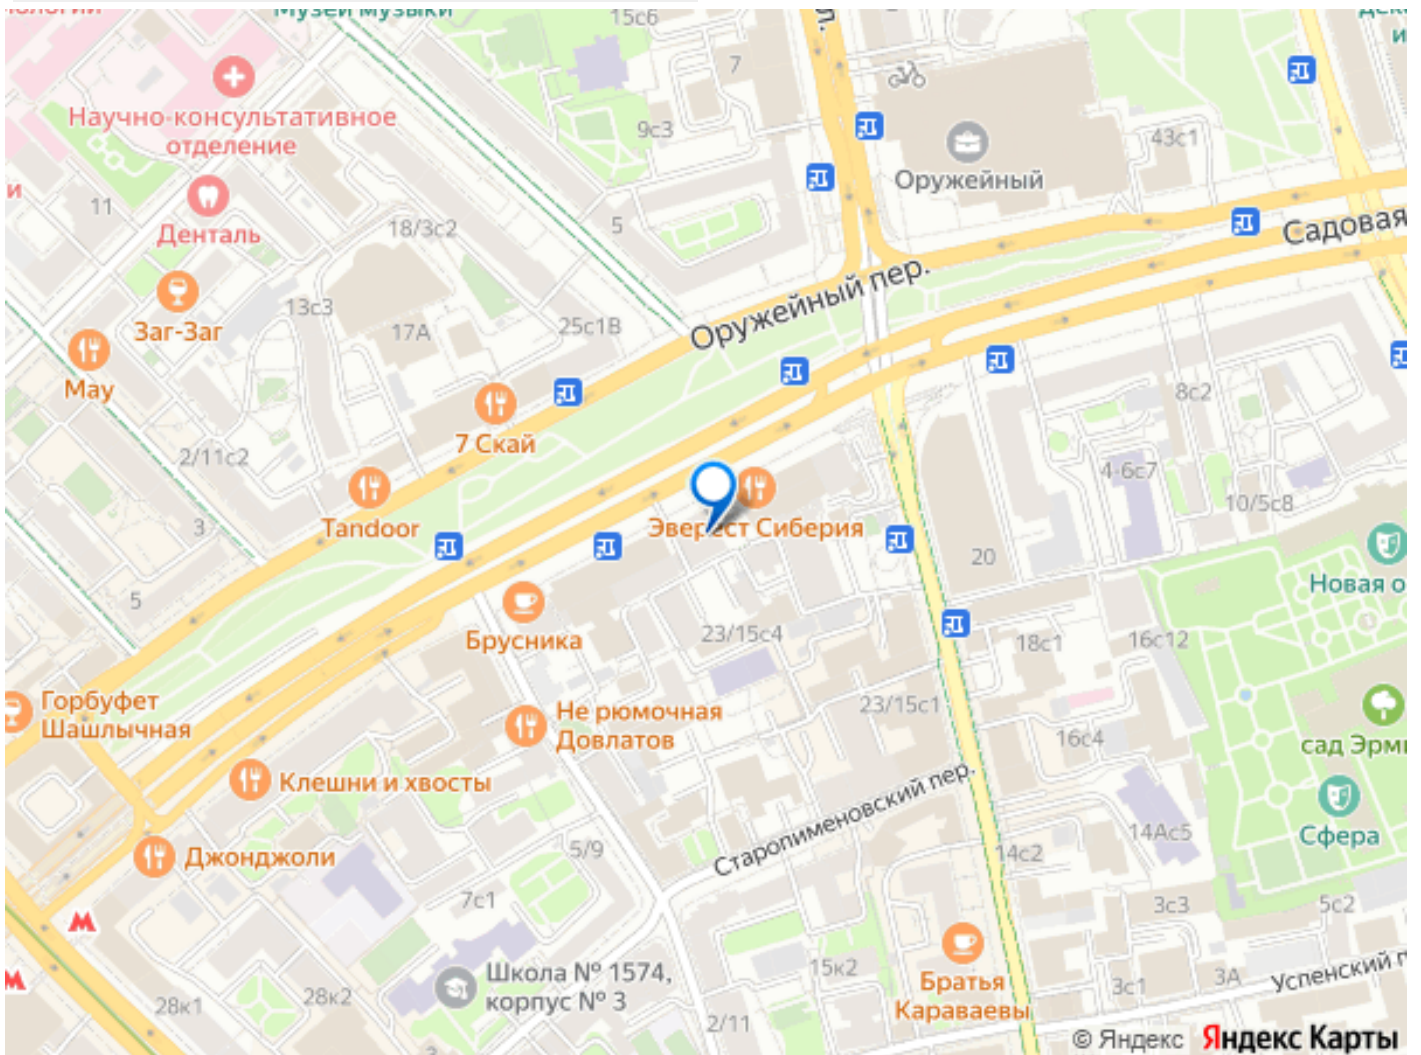 Музей музыки
15с6
л.
7
и
Научно-консультативное
отделение
9с3
43с1
Оружейный
и
11
Денталь
18/3с2
5
Садовая
Оружейный пер.
Заг-Заг
13с3
17А
25с1В
Мау
7 Скай
8с2
2/11с2
4-6с7
3
Tandoor
Эверест Сиберия
10/5с8
20
Новая о
5
Брусника
23/15с4
18с1
16с12
Горбуфет
Шашлычная
Не рюмочная
Довлатов
23/15с1
16с4
сад Эрми
Клешни и хвосты
Старопименовский пер.
14Ас5
Сфера
Джонджоли
5/9
14с2
7с1
3с3
5с2
Школа № 1574,
корпус № 3
15к2
Братья
Караваевы
3с1
3А
Успенский п
28к1
28к2
2/11
© Яндекс Яндекс Карты